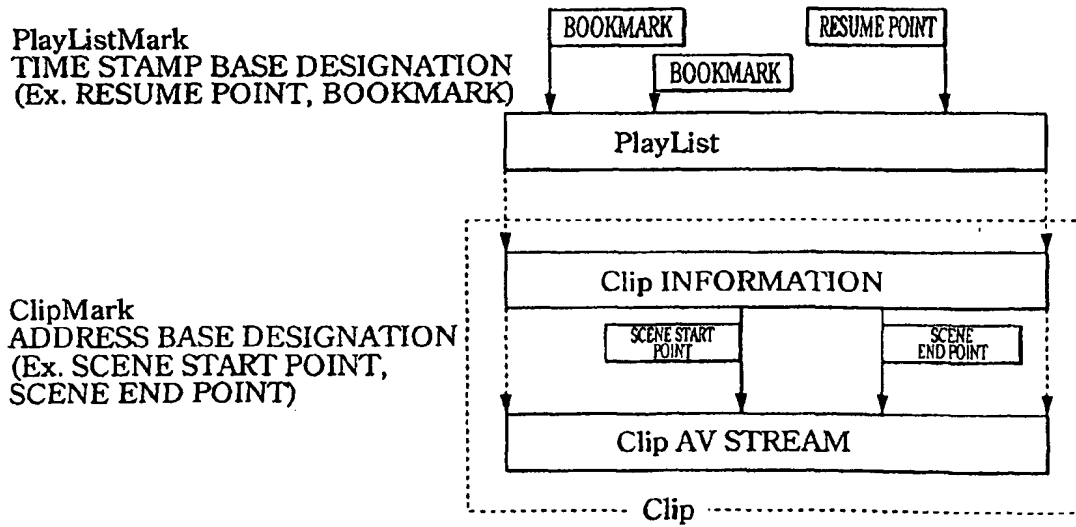 PlayListMark
TIME STAMP BASE DESIGNATION
(Ex. RESUME POINT, BOOKMARK)
BOOKMARK
RESUME POINT
BOOKMARK
PlayList
Clip INFORMATION
ClipMark
ADDRESS BASE DESIGNATION
(Ex. SCENE START POINT,
SCENE END POINT)
SCENE START
POINT
SCENE
END POINT
Clip AV STREAM
Clip